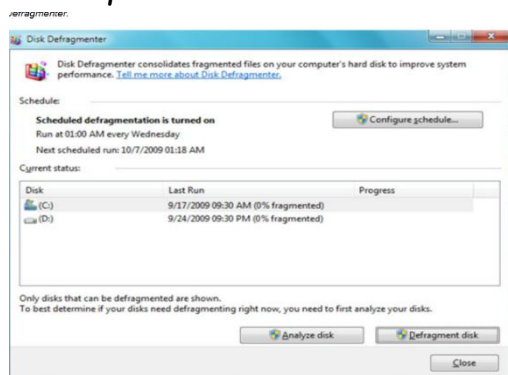 Defragmenter.
Disk Defragmenter
Disk Defragmenter consolidates fragmented files on your computer's hard disk to improve system
performance. Tell me more about Disk Defragmenter.
Schedule:
Scheduled defragmentation is turned on
Configure schedule...
Run at 01:00 AM every Wednesday
Next scheduled run: 10/7/2009 01:18 AM
Current status:
Disk Last Run Progress
(C:) 9/17/2009 09:30 AM (0% fragmented)
(D:) 9/24/2009 09:30 PM (0% fragmented)
Only disks that can be defragmented are shown.
To best determine if your disks need defragmenting right now, you need to first analyze your disks.
Analyze disk Defragment disk
Close